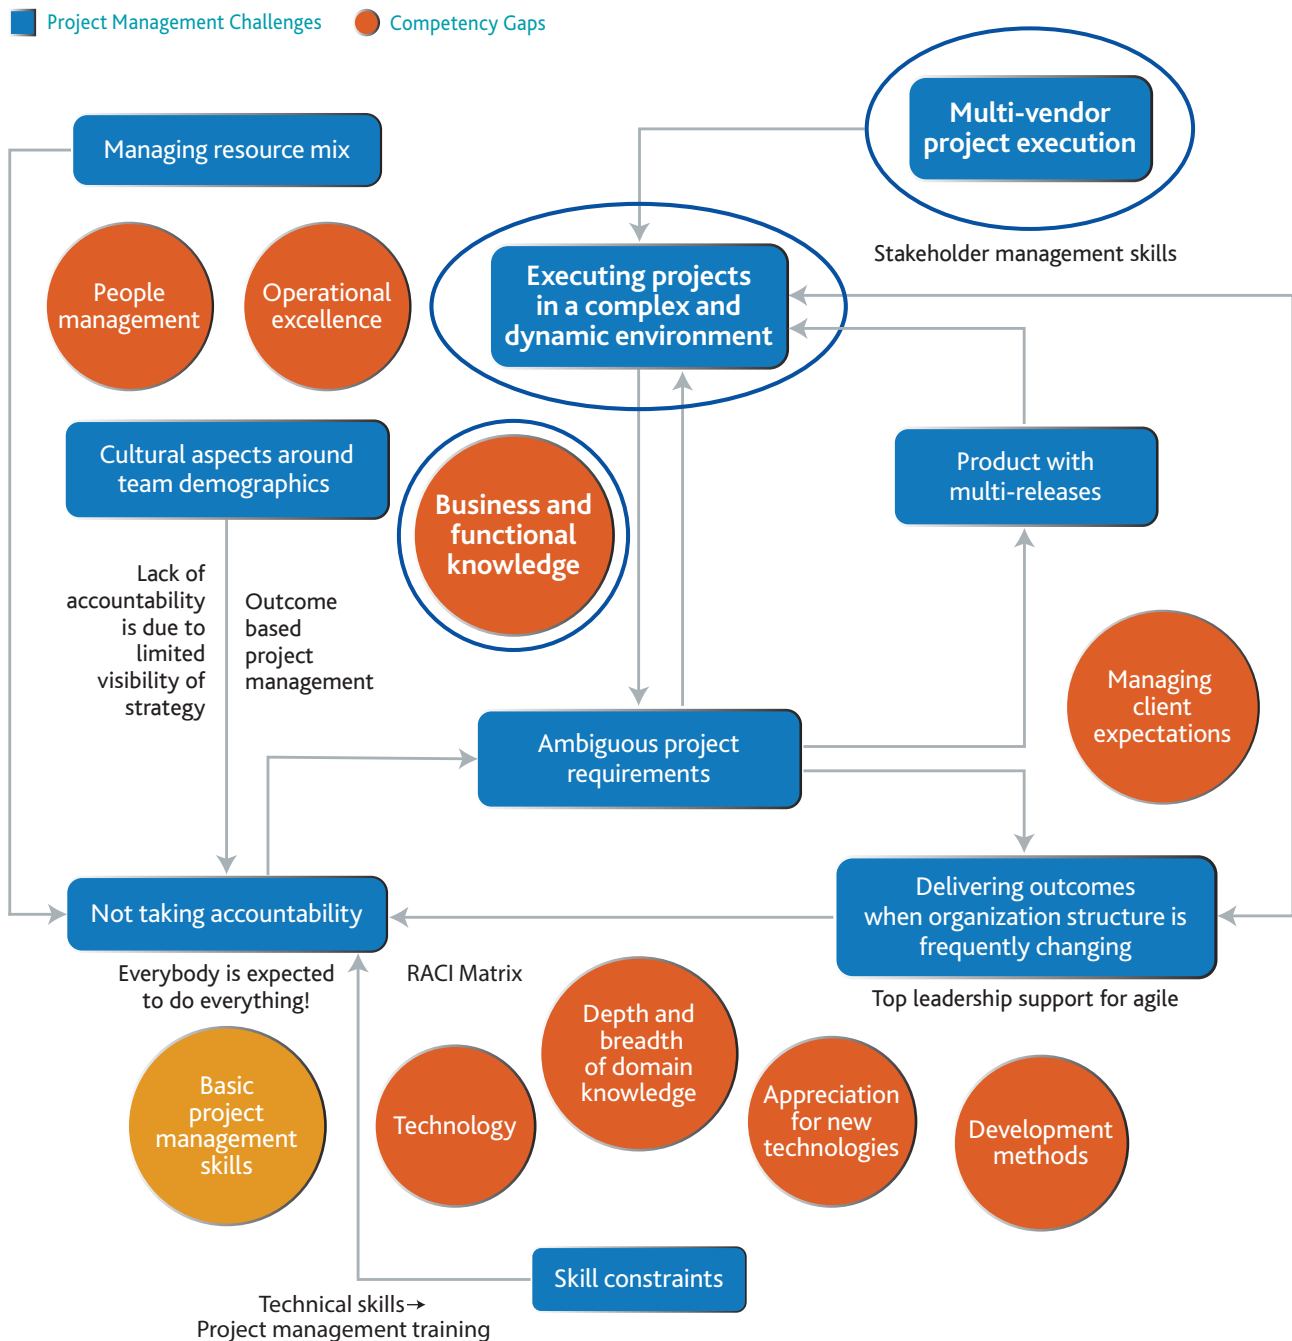 Project Management Challenges
Competency Gaps
Multi-vendor
project execution
Managing resource mix
Stakeholder management skills
Executing projects
in a complex and
dynamic environment
People
management
Operational
excellence
Cultural aspects around
team demographics
Business and
functional
knowledge
Product with
multi-releases
Lack of
accountability
is due to
limited
visibility of
strategy
Outcome
based
project
management
Managing
client
expectations
Ambiguous project
requirements
Not taking accountability
Delivering outcomes
when organization structure is
frequently changing
Everybody is expected
to do everything!
RACI Matrix
Top leadership support for agile
Depth and
breadth
of domain
knowledge
Basic
project
management
skills
Technology
Appreciation
for new
technologies
Development
methods
Skill constraints
Technical skills→
Project management training